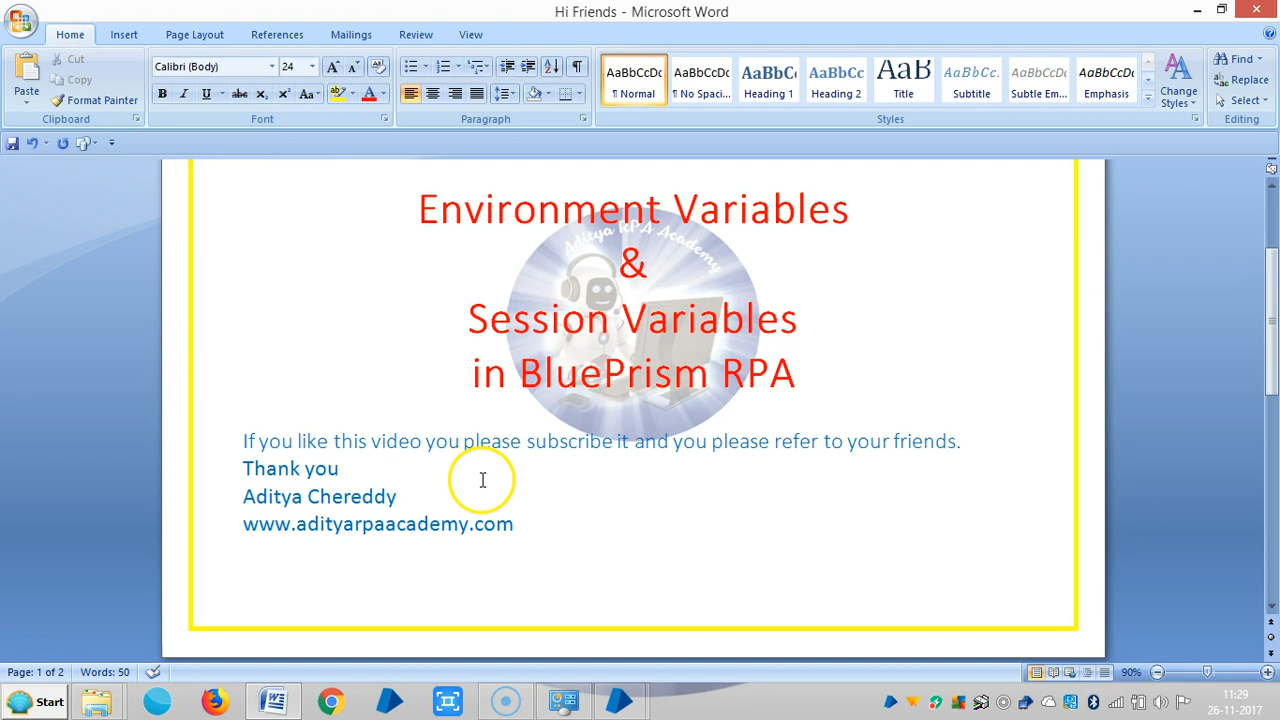 Hi Friends - Microsoft Word
Home Insert Page Layout References Mailings Review View
Paste
Cut
Copy
Format Painter
Clipboard
Calibri (Body) 24
Font
Paragraph
AaBbCcDc AaBbCcDc AaBbCc AaBbCc AaB AaBbCc. AaBbCcDc AaBbCcDc
¶ Normal ¶ No Spaci... Heading 1 Heading 2 Title Subtitle Subtle Em... Emphasis
Styles
Change Styles
Find
Replace
Select
Editing
Aditya RPA Academy
Environment Variables
&
Session Variables
in BluePrism RPA
If you like this video you please subscribe it and you please refer to your friends.
Thank you
Aditya Chereddy
www.adityarpaacademy.com
Page: 1 of 2 Words: 50 90%
Start 11:29
26-11-2017